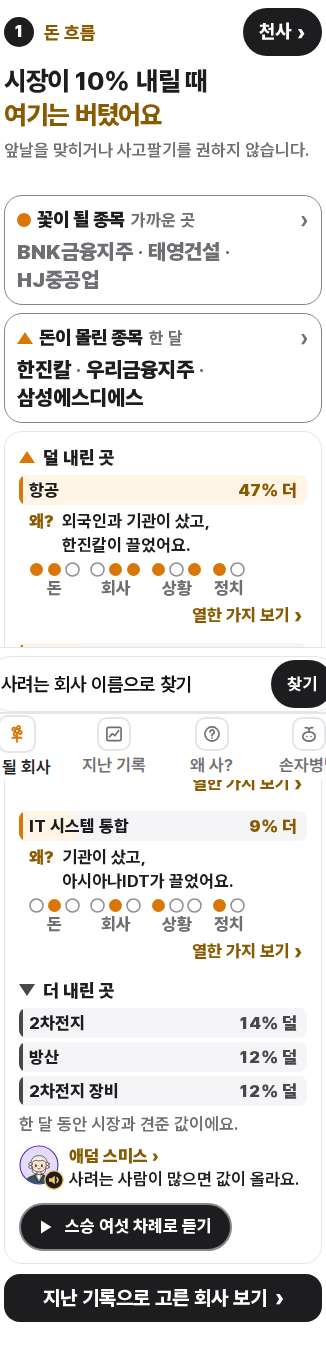 1 돈 흐름
천사 ›
시장이 10% 내릴 때
여기는 버텼어요
앞날을 맞히거나 사고팔기를 권하지 않습니다.
꽃이 될 종목 가까운 곳 ›
BNK금융지주 · 태영건설 ·
HJ중공업
돈이 몰린 종목 한 달 ›
한진칼 · 우리금융지주 ·
삼성에스디에스
덜 내린 곳
항공 47% 더
왜? 외국인과 기관이 샀고,
한진칼이 끌었어요.
돈 회사 상황 정치
열한 가지 보기 ›
사려는 회사 이름으로 찾기
찾기
될 회사 지난 기록 왜 사? 손자병
열한 가지 보기 ›
IT 시스템 통합 9% 더
왜? 기관이 샀고,
아시아나IDT가 끌었어요.
돈 회사 상황 정치
열한 가지 보기 ›
더 내린 곳
2차전지 14% 덜
방산 12% 덜
2차전지 장비 12% 덜
한 달 동안 시장과 견준 값이에요.
애덤 스미스 ›
사려는 사람이 많으면 값이 올라요.
스승 여섯 차례로 듣기
지난 기록으로 고른 회사 보기 ›